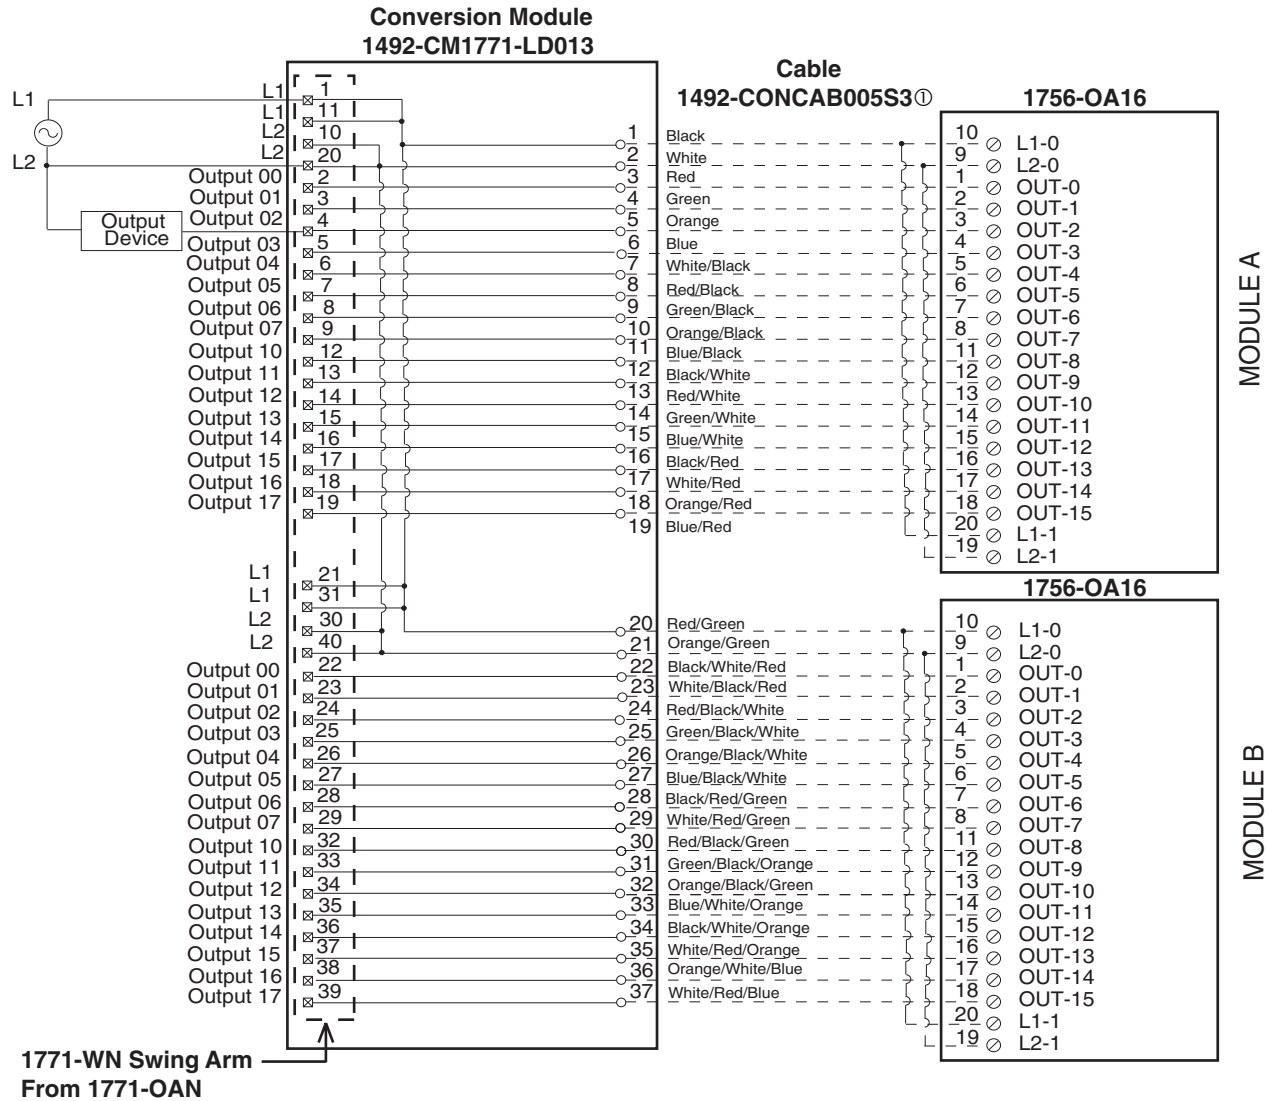 Conversion Module
1492-CM1771-LD013
Cable
1492-CONCAB005S3①
1756-OA16
L1
L2
Output Device
L1 1
L1 11
L2 10
L2 20
Output 00 2
Output 01 3
Output 02 4
Output 03 5
Output 04 6
Output 05 7
Output 06 8
Output 07 9
Output 10 12
Output 11 13
Output 12 14
Output 13 15
Output 14 16
Output 15 17
Output 16 18
Output 17 19
1 Black 10 L1-0
2 White 9 L2-0
3 Red 1 OUT-0
4 Green 2 OUT-1
5 Orange 3 OUT-2
6 Blue 4 OUT-3
7 White/Black 5 OUT-4
8 Red/Black 6 OUT-5
9 Green/Black 7 OUT-6
10 Orange/Black 8 OUT-7
11 Blue/Black 11 OUT-8
12 Black/White 12 OUT-9
13 Red/White 13 OUT-10
14 Green/White 14 OUT-11
15 Blue/White 15 OUT-12
16 Black/Red 16 OUT-13
17 White/Red 17 OUT-14
18 Orange/Red 18 OUT-15
19 Blue/Red 20 L1-1
19 L2-1
MODULE A
1756-OA16
L1 21
L1 31
L2 30
L2 40
Output 00 22
Output 01 23
Output 02 24
Output 03 25
Output 04 26
Output 05 27
Output 06 28
Output 07 29
Output 10 32
Output 11 33
Output 12 34
Output 13 35
Output 14 36
Output 15 37
Output 16 38
Output 17 39
20 Red/Green 10 L1-0
21 Orange/Green 9 L2-0
22 Black/White/Red 1 OUT-0
23 White/Black/Red 2 OUT-1
24 Red/Black/White 3 OUT-2
25 Green/Black/White 4 OUT-3
26 Orange/Black/White 5 OUT-4
27 Blue/Black/White 6 OUT-5
28 Black/Red/Green 7 OUT-6
29 White/Red/Green 8 OUT-7
30 Red/Black/Green 11 OUT-8
31 Green/Black/Orange 12 OUT-9
32 Orange/Black/Green 13 OUT-10
33 Blue/White/Orange 14 OUT-11
34 Black/White/Orange 15 OUT-12
35 White/Red/Orange 16 OUT-13
36 Orange/White/Blue 17 OUT-14
37 White/Red/Blue 18 OUT-15
20 L1-1
19 L2-1
MODULE B
1771-WN Swing Arm
From 1771-OAN